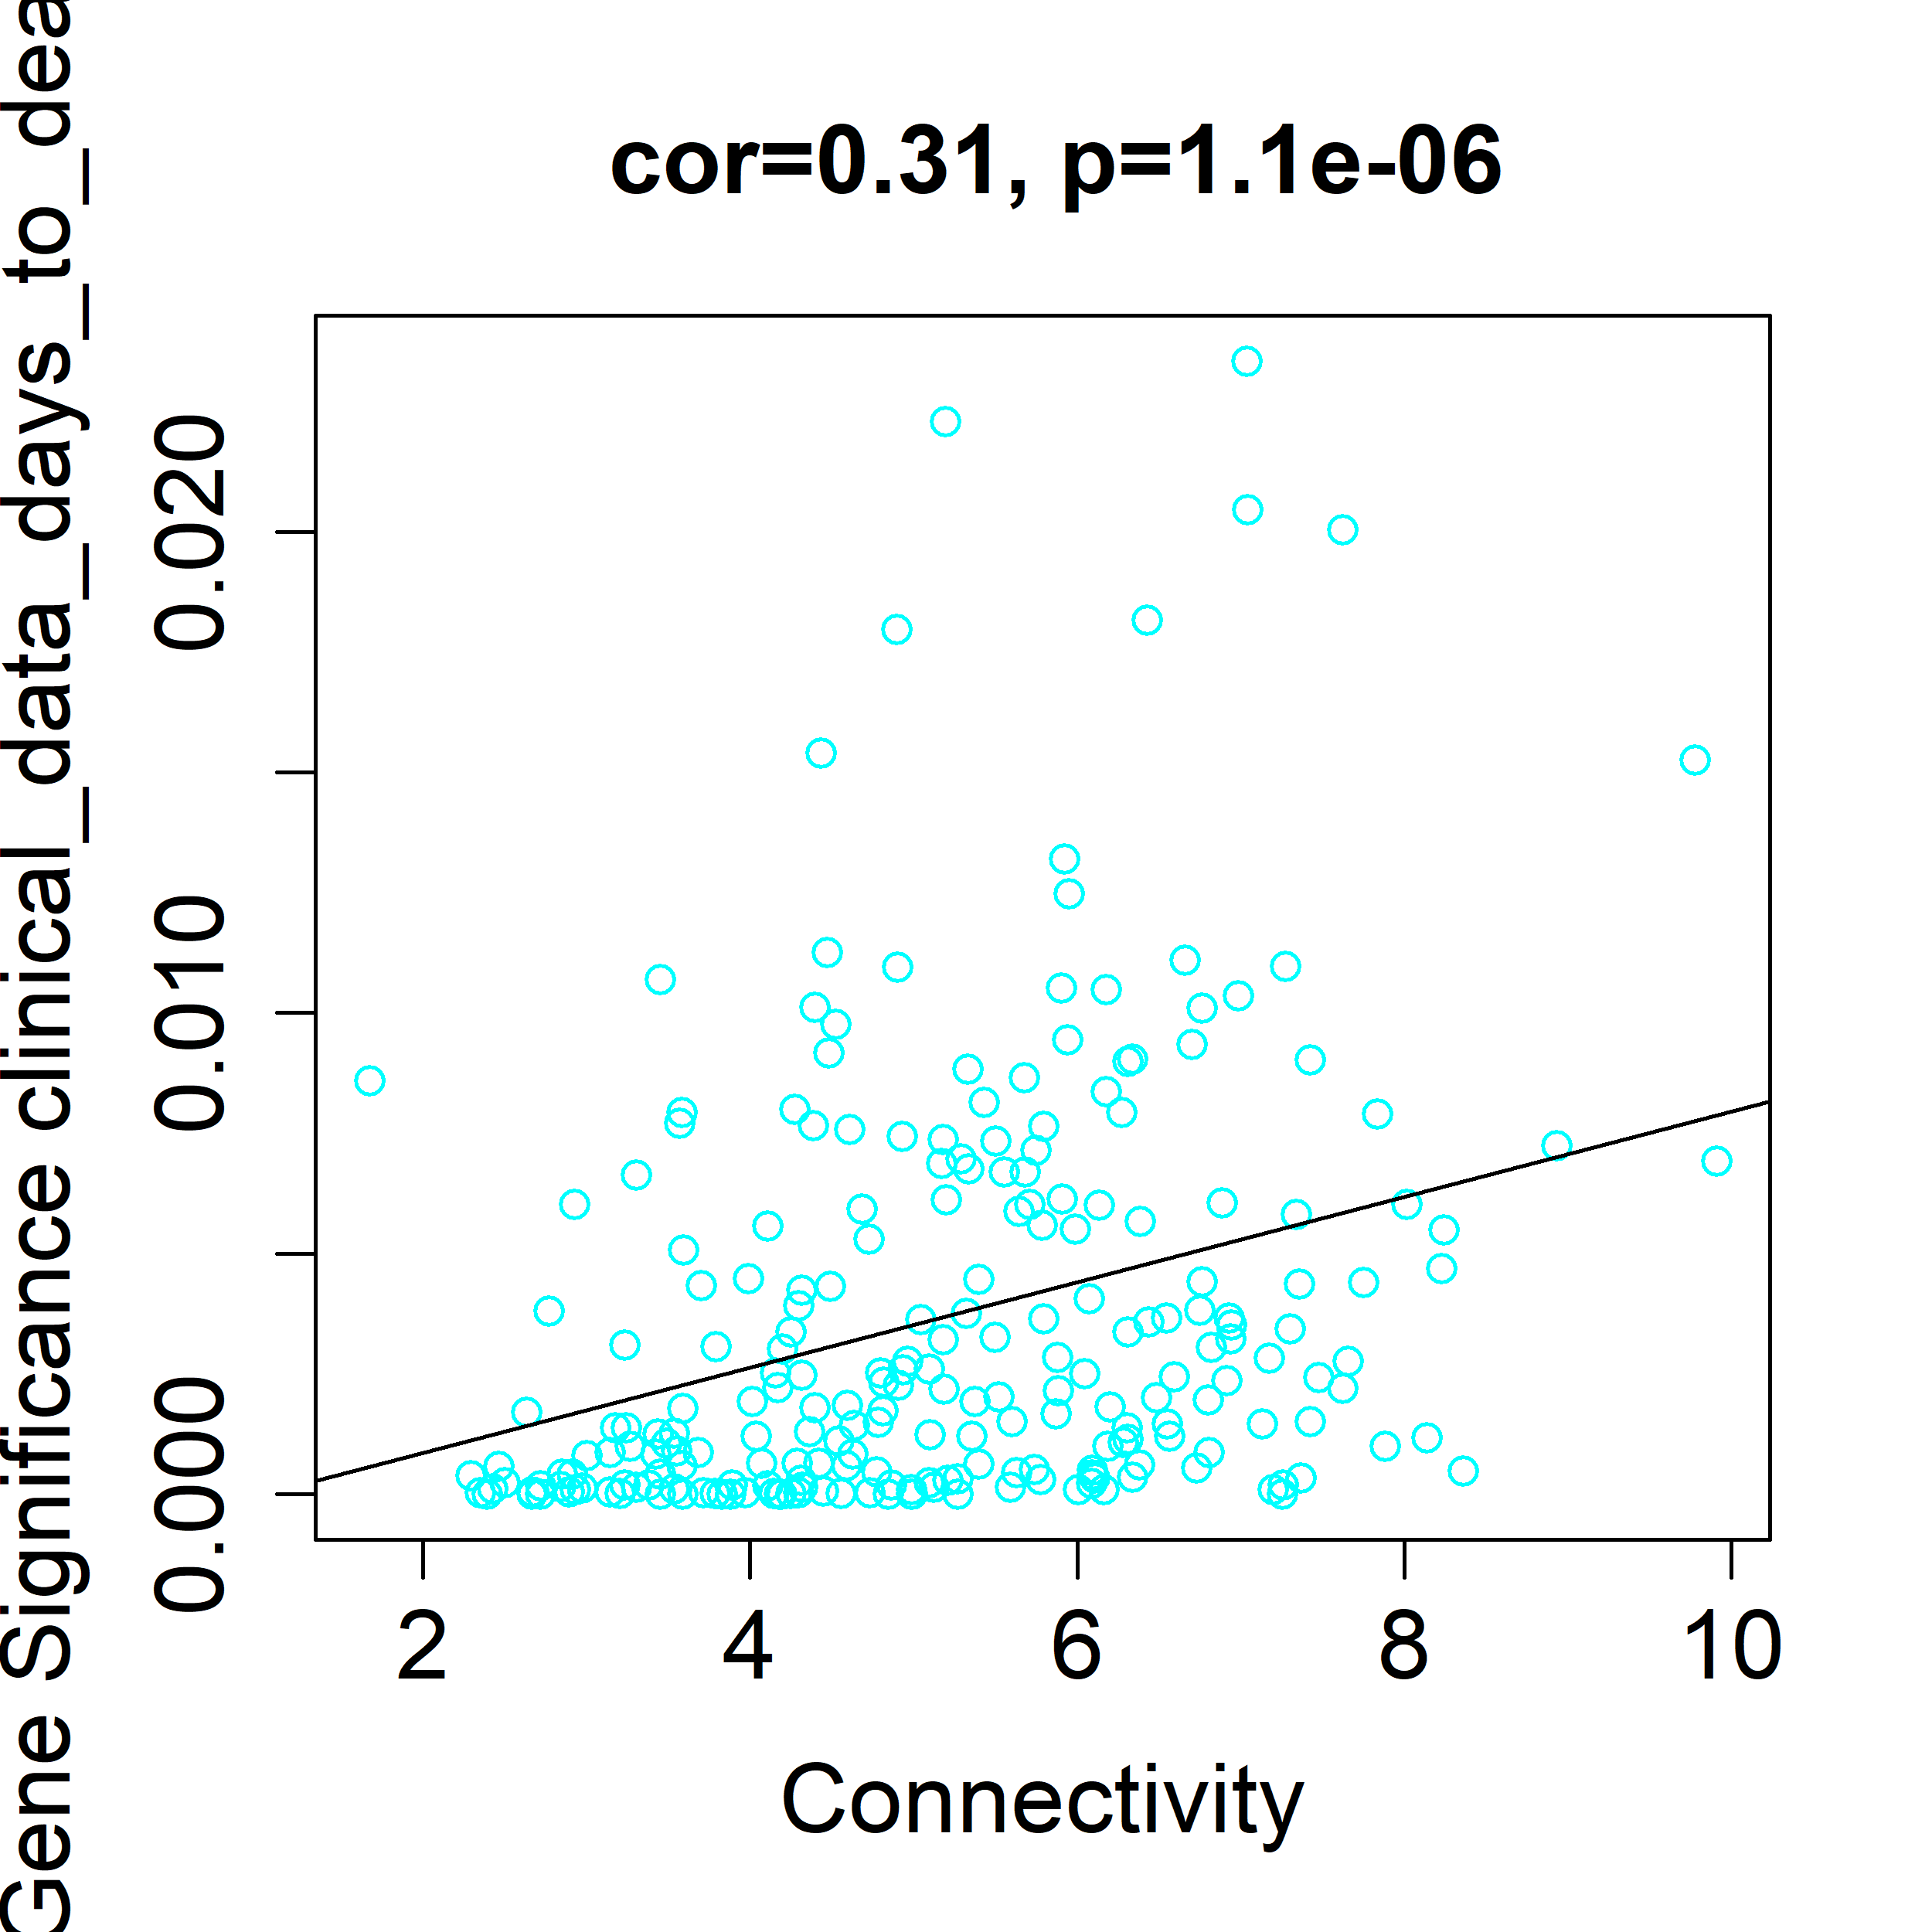 cor=0.31, p=1.1e-06
Gene Significance clinical_data_days_to_dea
0.020
0.010
0.000
2 4 6 8 10
Connectivity